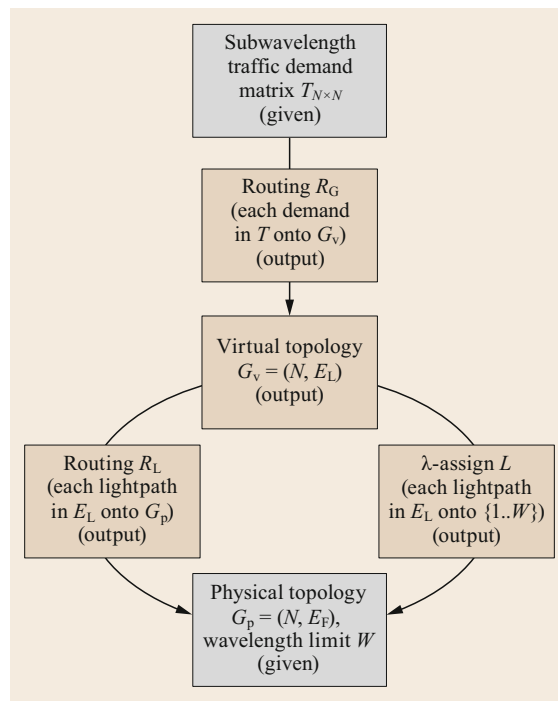 Subwavelength
traffic demand
matrix T_{N×N}
(given)
Routing R_G
(each demand
in T onto G_v)
(output)
Virtual topology
G_v = (N, E_L)
(output)
Routing R_L
(each lightpath
in E_L onto G_p)
(output)
λ-assign L
(each lightpath
in E_L onto {1..W})
(output)
Physical topology
G_p = (N, E_F),
wavelength limit W
(given)